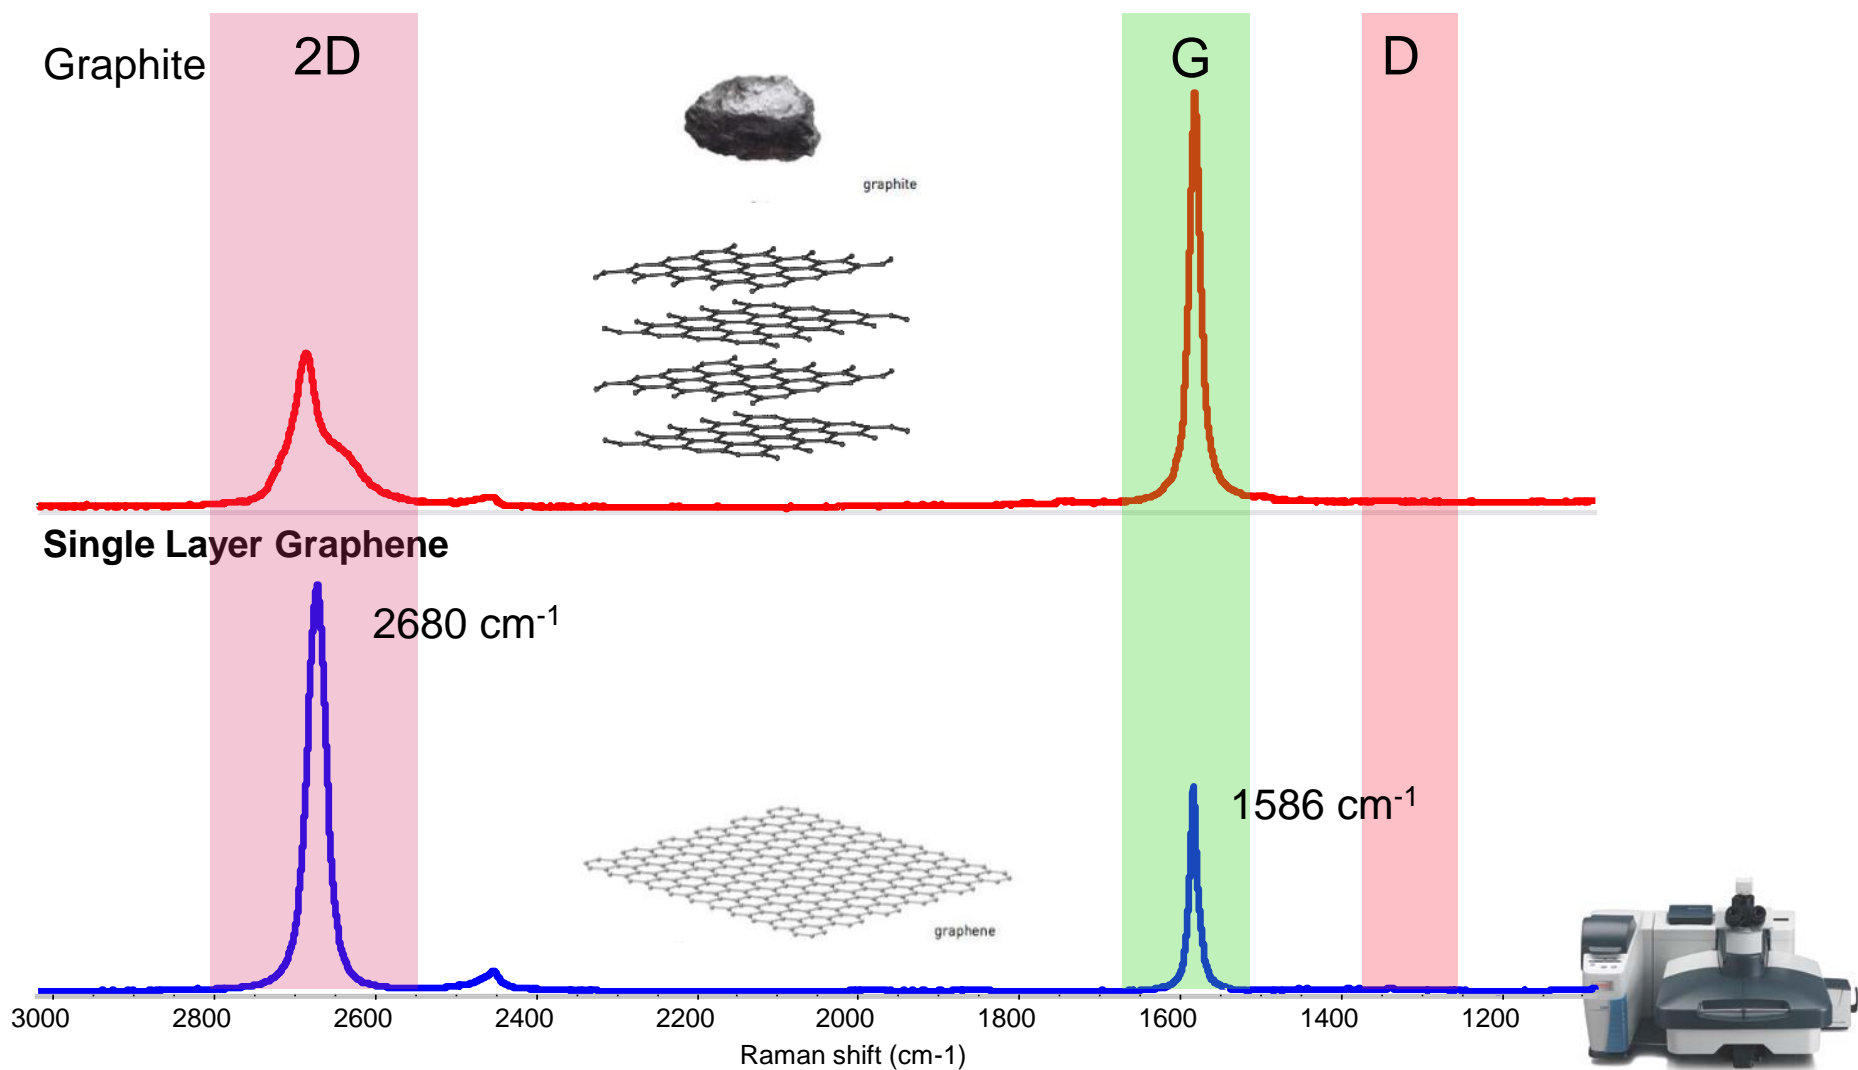 Graphite
2D
G
D
graphite
Single Layer Graphene
2680 cm-1
1586 cm-1
graphene
3000 2800 2600 2400 2200 2000 1800 1600 1400 1200
Raman shift (cm-1)